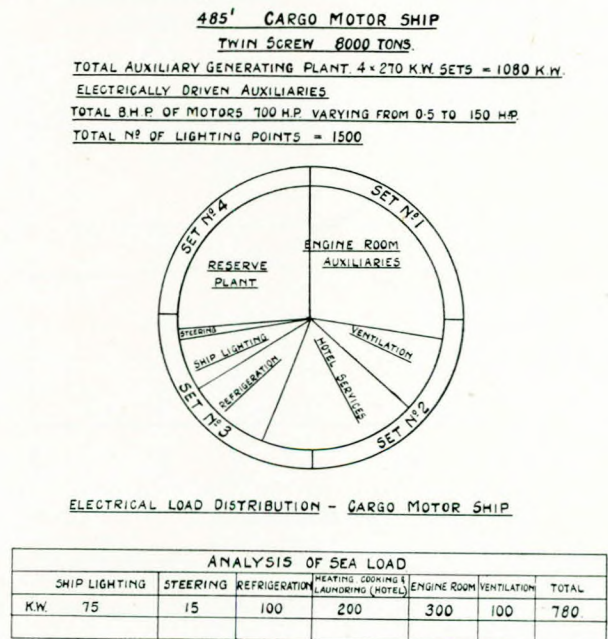 485' CARGO MOTOR SHIP
TWIN SCREW 8000 TONS.
TOTAL AUXILIARY GENERATING PLANT. 4 × 270 K.W. SETS = 1080 K.W.
ELECTRICALLY DRIVEN AUXILIARIES
TOTAL B.H.P. OF MOTORS 700 H.P. VARYING FROM 0·5 TO 150 H.P.
TOTAL Nº OF LIGHTING POINTS = 1500
SET Nº 4
SET Nº 1
ENGINE ROOM
AUXILIARIES
RESERVE
PLANT
STEERING
VENTILATION
SHIP LIGHTING
HOTEL SERVICES
REFRIGERATION
SET Nº 3
SET Nº 2
ELECTRICAL LOAD DISTRIBUTION - CARGO MOTOR SHIP
ANALYSIS OF SEA LOAD
SHIP LIGHTING STEERING REFRIGERATION HEATING COOKING & LAUNDRING (HOTEL) ENGINE ROOM VENTILATION TOTAL
K.W. 75 15 100 200 300 100 780.